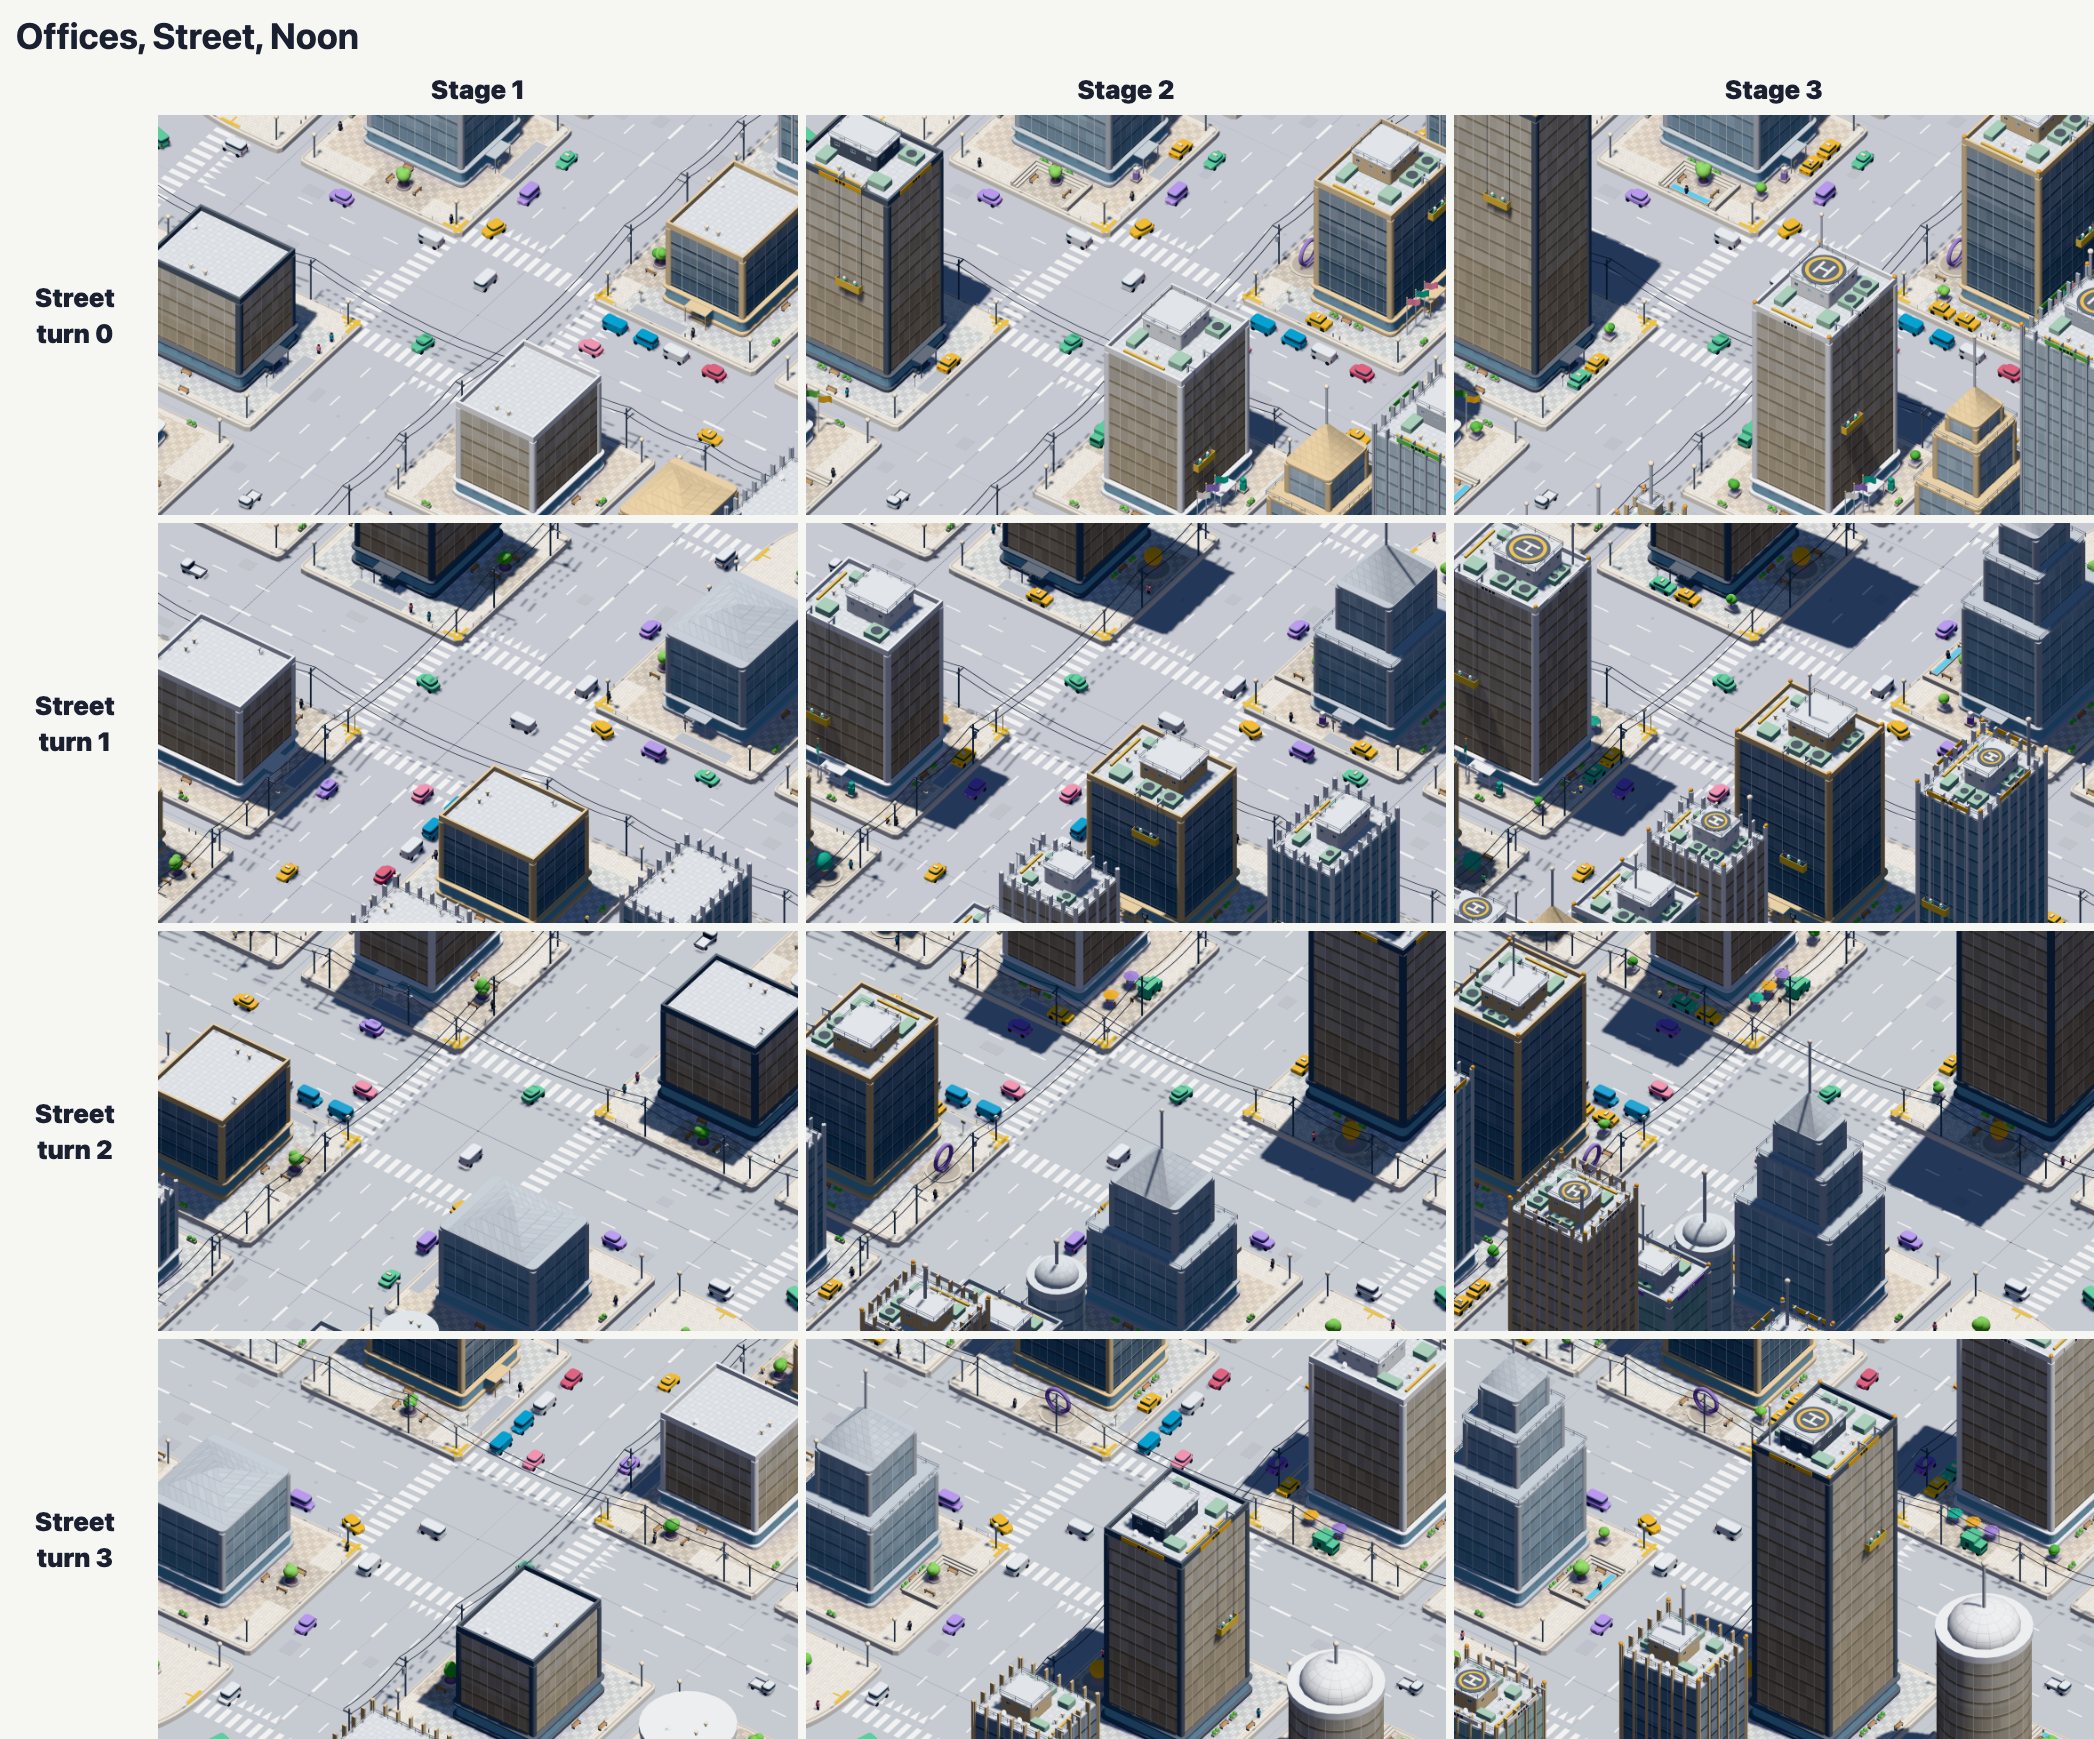 Offices, Street, Noon
Stage 1
Stage 2
Stage 3
Street
turn 0
H
H
Street
turn 1
H
H
H
H
Street
turn 2
H
Street
turn 3
H
H